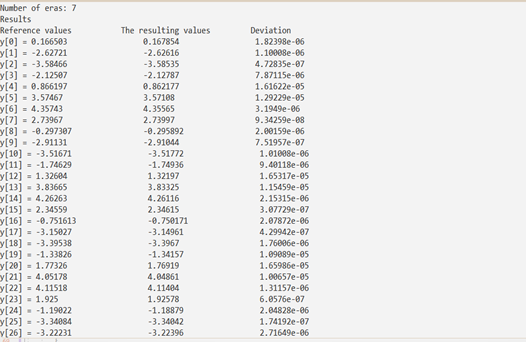 Number of eras: 7
Results
Reference values The resulting values Deviation
y[0] = 0.166503 0.167854 1.82398e-06
y[1] = -2.62721 -2.62616 1.10008e-06
y[2] = -3.58466 -3.58535 4.72835e-07
y[3] = -2.12507 -2.12787 7.87115e-06
y[4] = 0.866197 0.862177 1.61622e-05
y[5] = 3.57467 3.57108 1.29229e-05
y[6] = 4.35743 4.35565 3.1949e-06
y[7] = 2.73967 2.73997 9.34259e-08
y[8] = -0.297307 -0.295892 2.00159e-06
y[9] = -2.91131 -2.91044 7.51957e-07
y[10] = -3.51671 -3.51772 1.01008e-06
y[11] = -1.74629 -1.74936 9.40118e-06
y[12] = 1.32604 1.32197 1.65317e-05
y[13] = 3.83665 3.83325 1.15459e-05
y[14] = 4.26263 4.26116 2.15315e-06
y[15] = 2.34559 2.34615 3.07729e-07
y[16] = -0.751613 -0.750171 2.07872e-06
y[17] = -3.15027 -3.14961 4.29942e-07
y[18] = -3.39538 -3.3967 1.76006e-06
y[19] = -1.33826 -1.34157 1.09089e-05
y[20] = 1.77326 1.76919 1.65986e-05
y[21] = 4.05178 4.04861 1.00657e-05
y[22] = 4.11518 4.11404 1.31157e-06
y[23] = 1.925 1.92578 6.0576e-07
y[24] = -1.19022 -1.18879 2.04828e-06
y[25] = -3.34084 -3.34042 1.74192e-07
y[26] = -3.22231 -3.22396 2.71649e-06